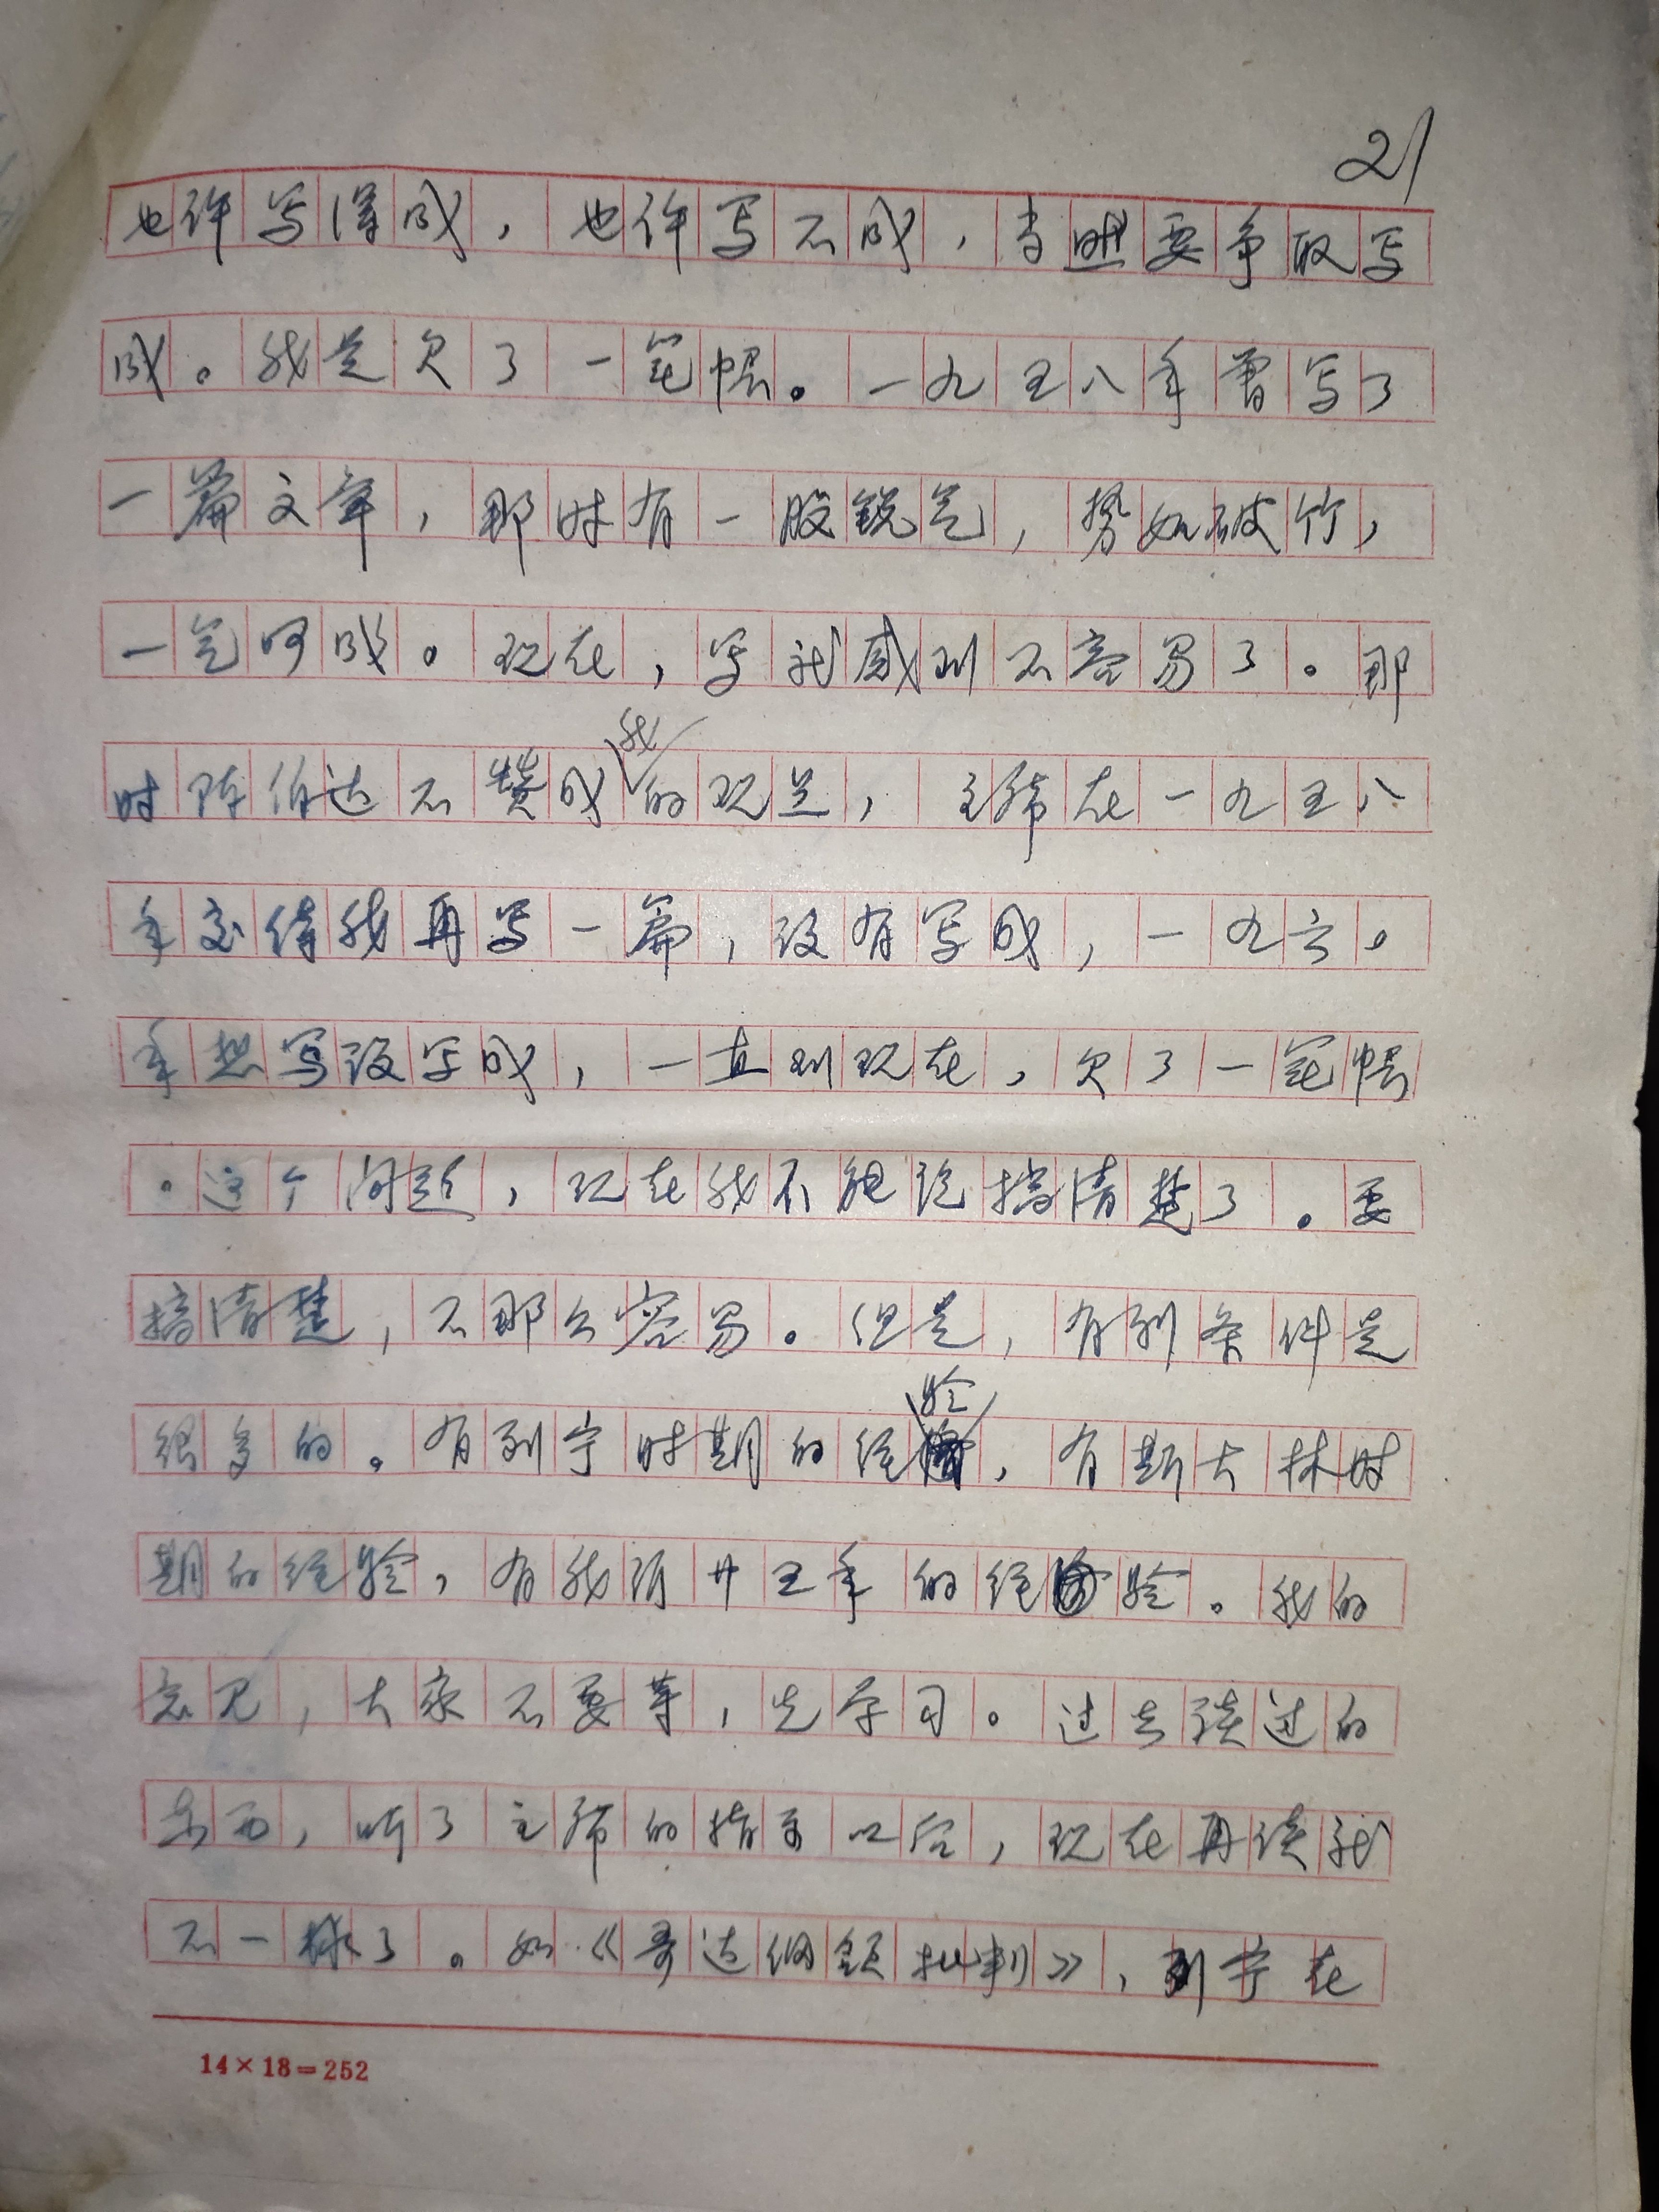 21
也许写得成，也许写不成，当然要争取写
成。我是欠了一笔帐。一九五八年曾写了
一篇文章，那时有一股锐气，势如破竹，
一气呵成。现在，写就感到不容易了。那
时陈伯达不赞成我的观点，主席在一九五八
年交待我再写一篇，没有写成，一九六〇
年想写没写成，一直到现在，欠了一笔帐
。这个问题，现在我不能说搞清楚了。要
搞清楚，不那么容易。但是，有利条件是
很多的。有列宁时期的经验，有斯大林时
期的经验，有我们廿五年的经验。我的
意见，大家不要等，先学习。过去读过的
东西，听了主席的指示以后，现在再读就
不一样了。如《哥达纲领批判》，列宁在
14×18=252